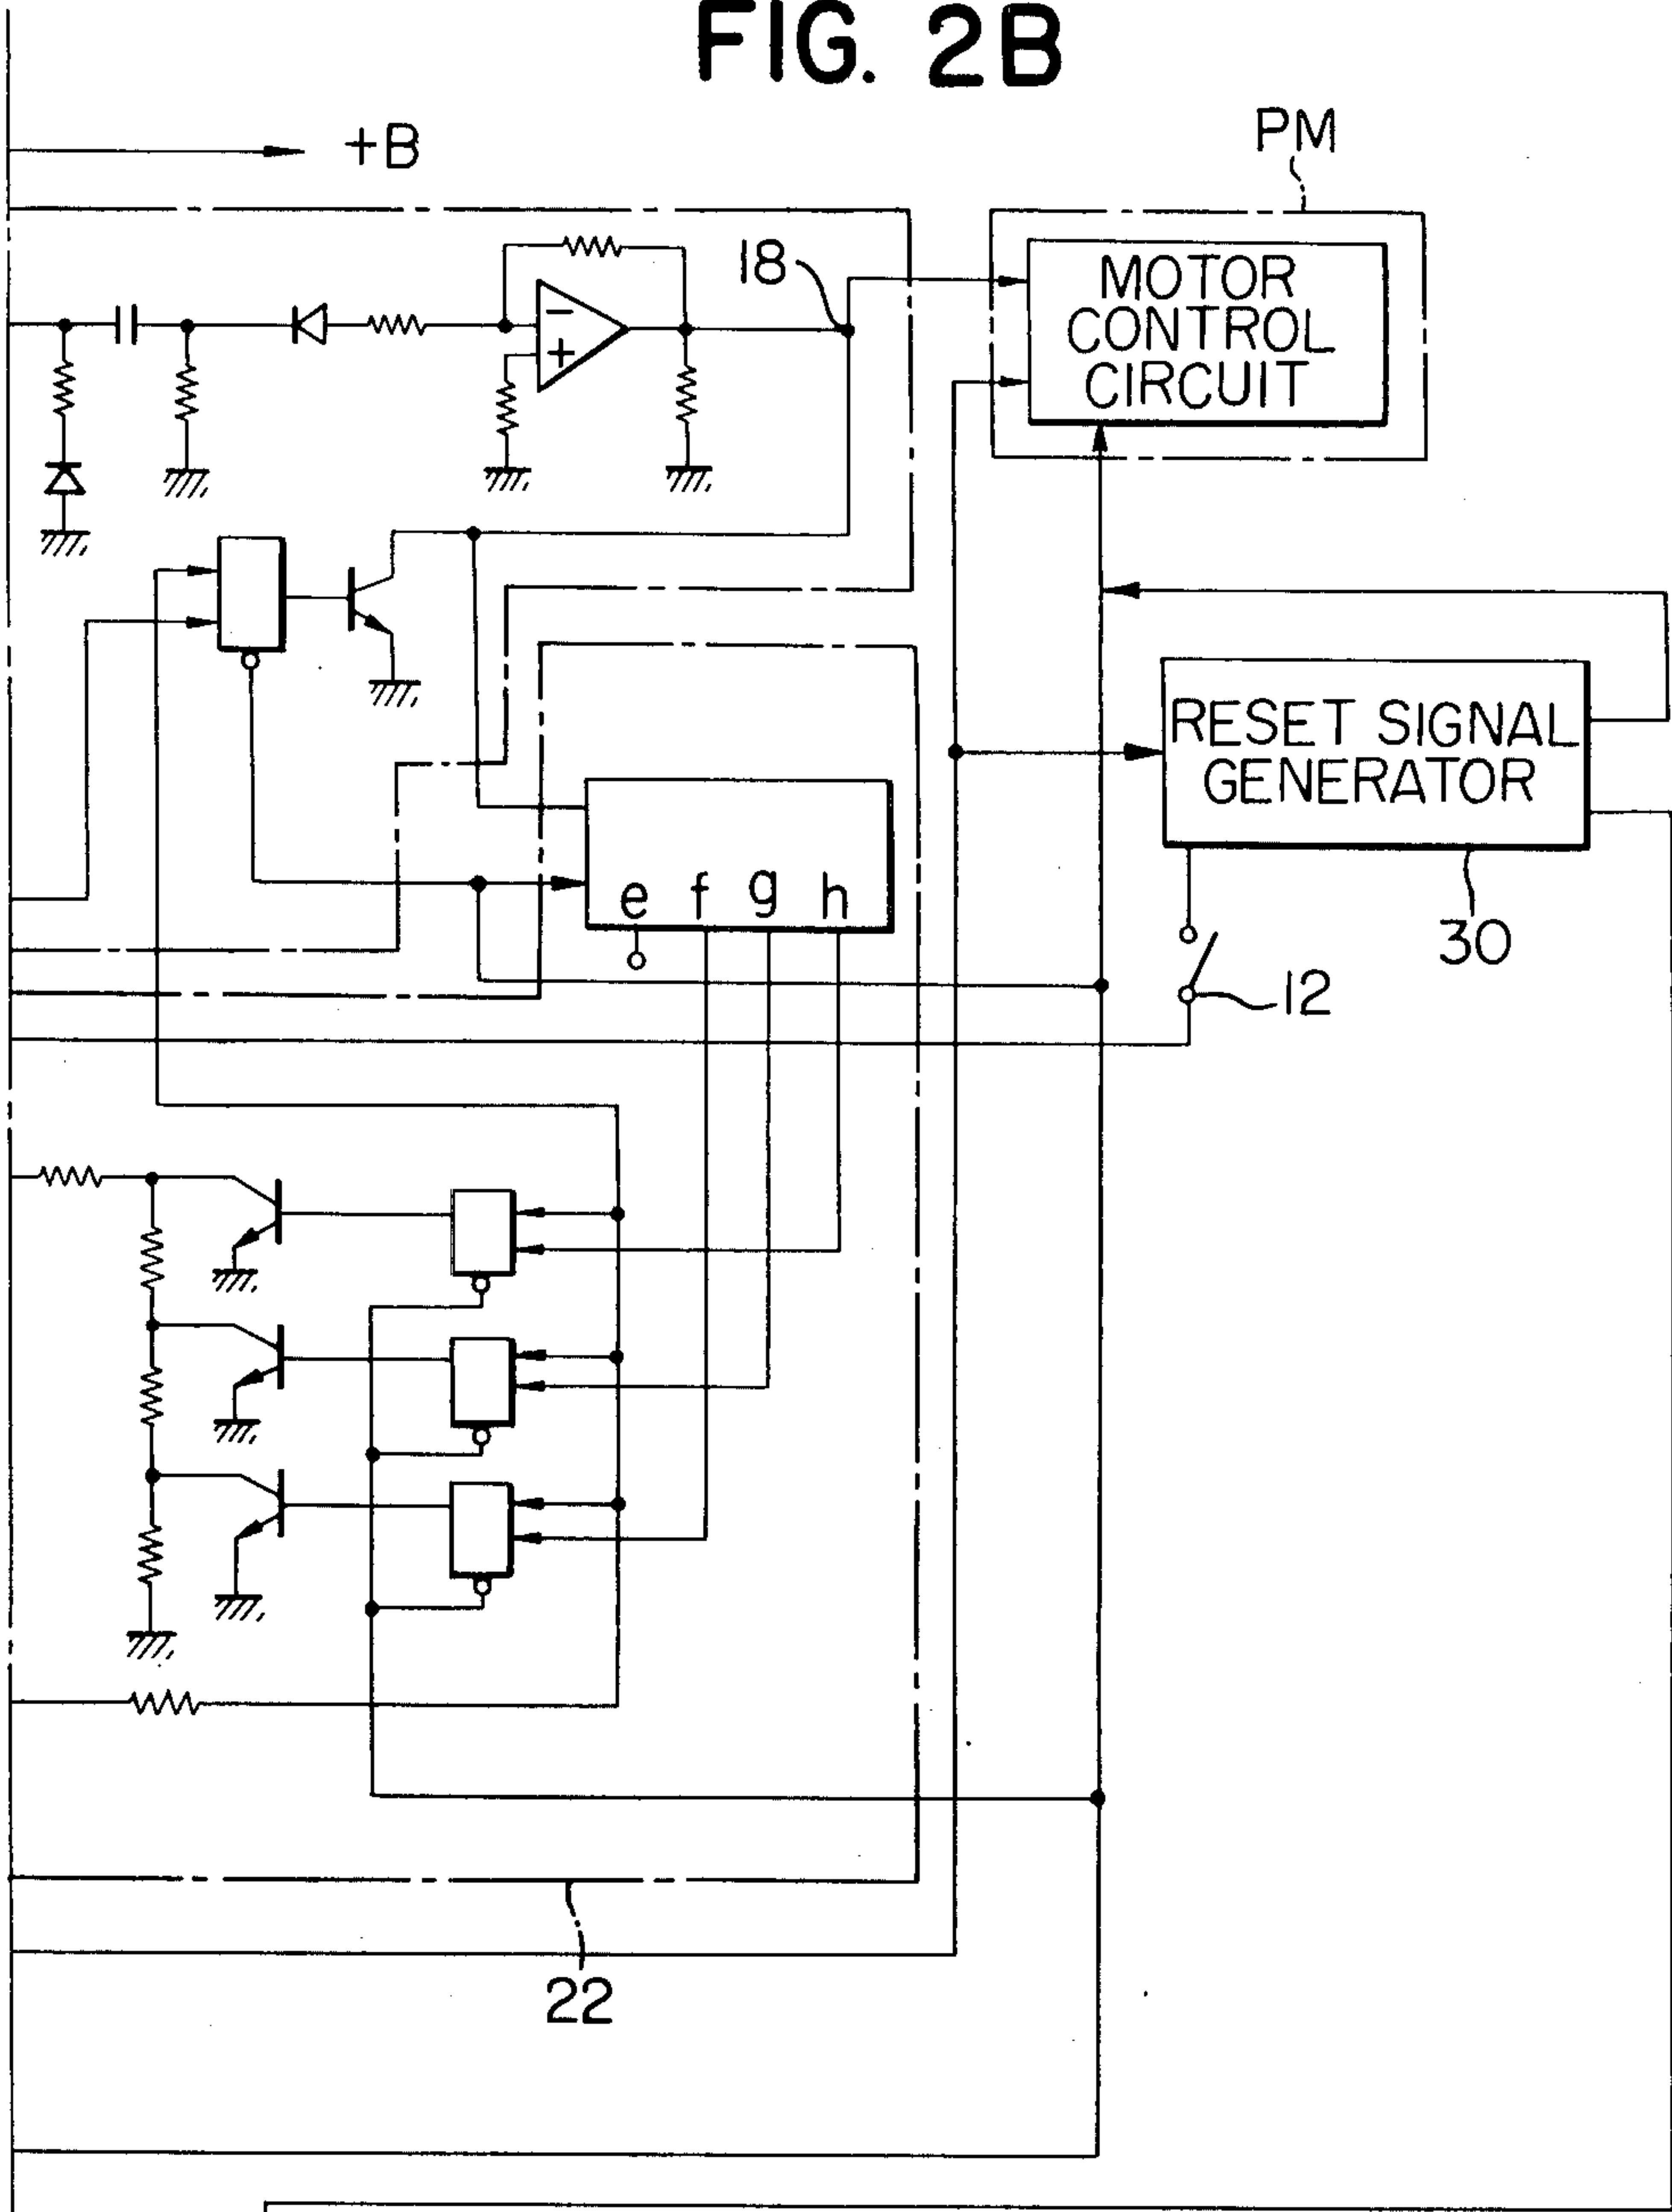 FIG. 2B
+B
PM
18
MOTOR
CONTROL
CIRCUIT
RESET SIGNAL
GENERATOR
e f g h
30
12
22